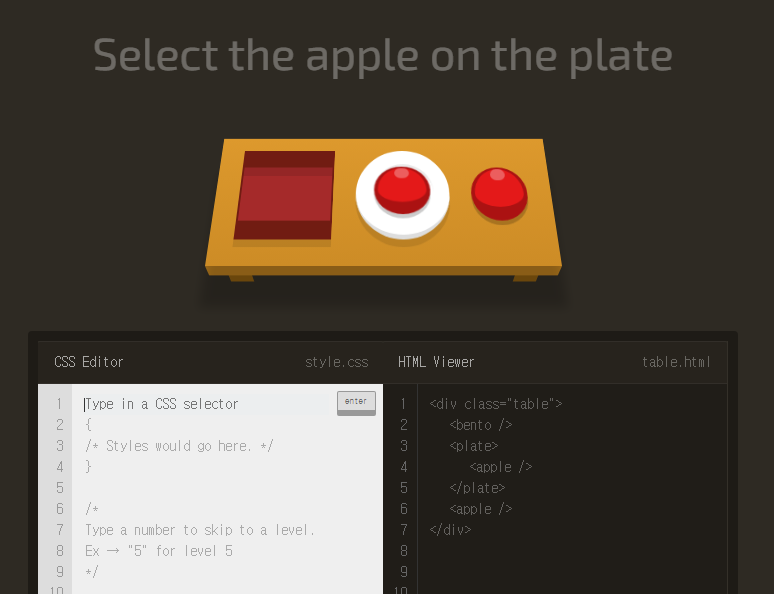 Select the apple on the plate
CSS Editor
style.css
1 Type in a CSS selector
enter
2 {
3 /* Styles would go here. */
4 }
5
6 /*
7 Type a number to skip to a level.
8 Ex → "5" for level 5
9 */
10
HTML Viewer
table.html
1 <div class="table">
2 <bento />
3 <plate>
4 <apple />
5 </plate>
6 <apple />
7 </div>
8
9
10